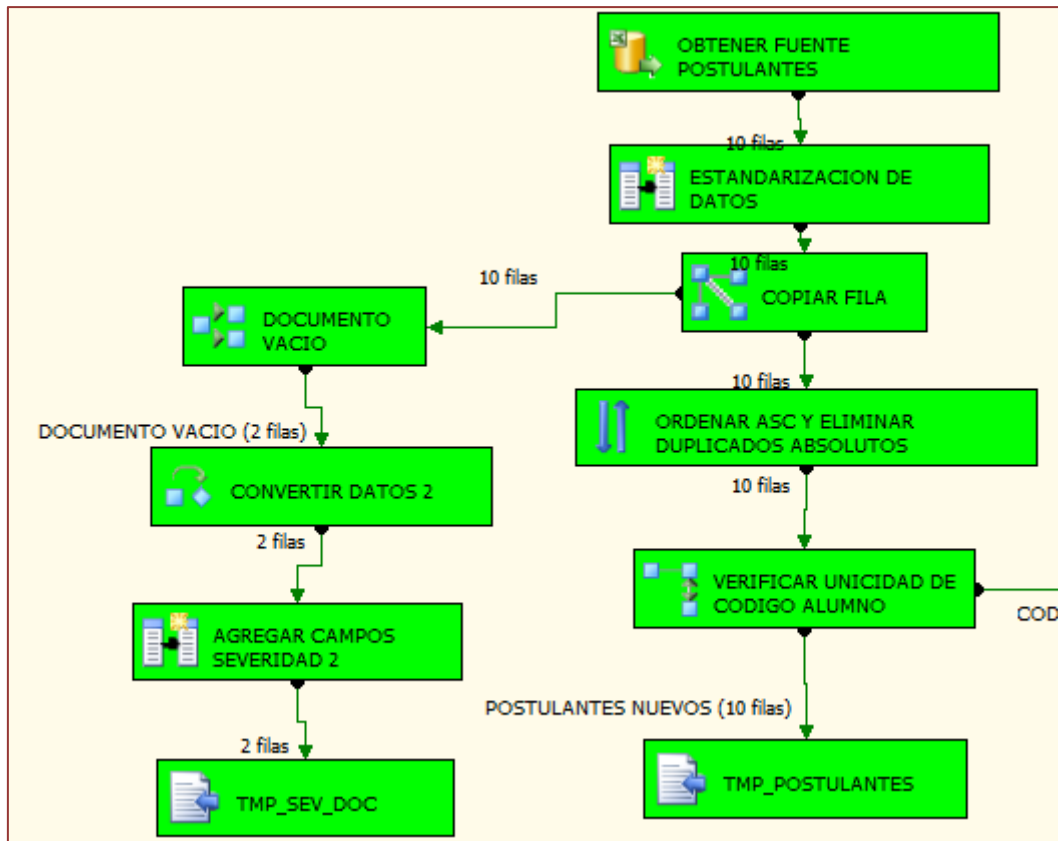 OBTENER FUENTE
POSTULANTES
10 filas
ESTANDARIZACION DE
DATOS
10 filas
COPIAR FILA
10 filas
DOCUMENTO
VACIO
10 filas
ORDENAR ASC Y ELIMINAR
DUPLICADOS ABSOLUTOS
DOCUMENTO VACIO (2 filas)
CONVERTIR DATOS 2
10 filas
2 filas
VERIFICAR UNICIDAD DE
CODIGO ALUMNO
COD
AGREGAR CAMPOS
SEVERIDAD 2
POSTULANTES NUEVOS (10 filas)
2 filas
TMP_SEV_DOC
TMP_POSTULANTES